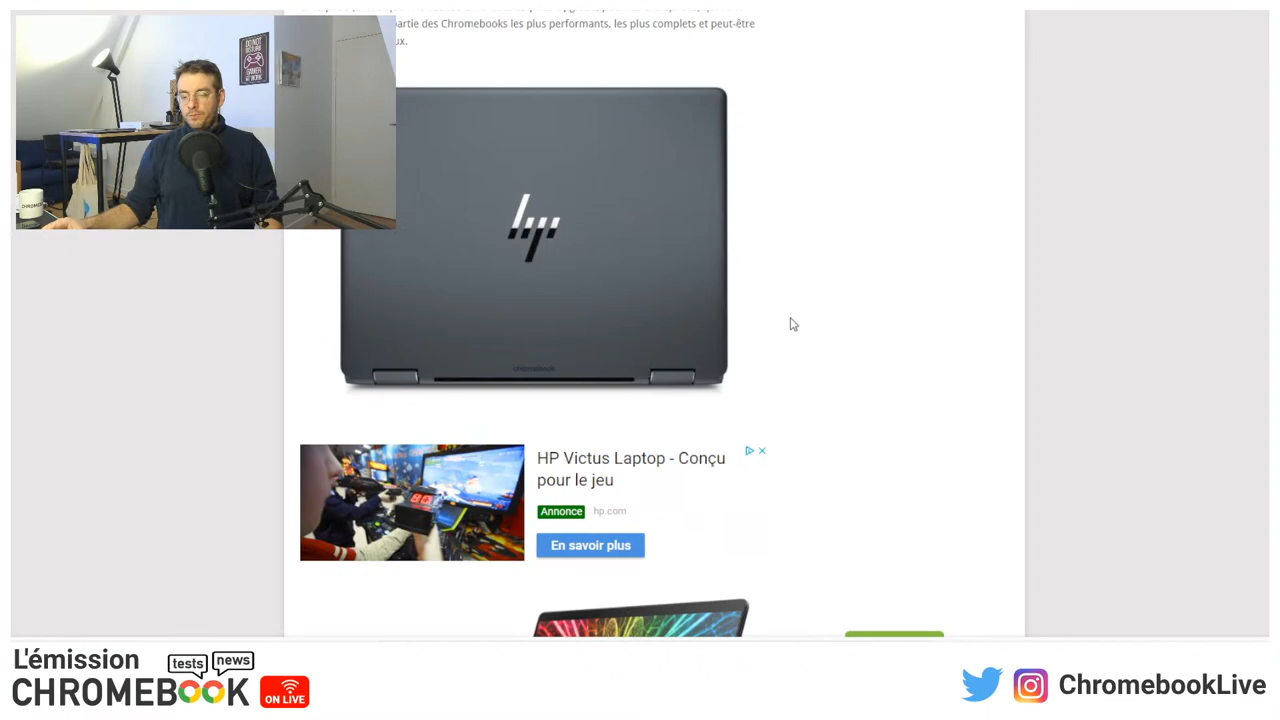 partie des Chromebooks les plus performants, les plus complets et peut-être
ux.
DO NOT
DISTURB
GAMER
AT WORK
hp
chromebook
HP Victus Laptop - Conçu
pour le jeu
Annonce hp.com
En savoir plus
L'émission
tests news
CHROMEBOOK
ON LIVE
ChromebookLive